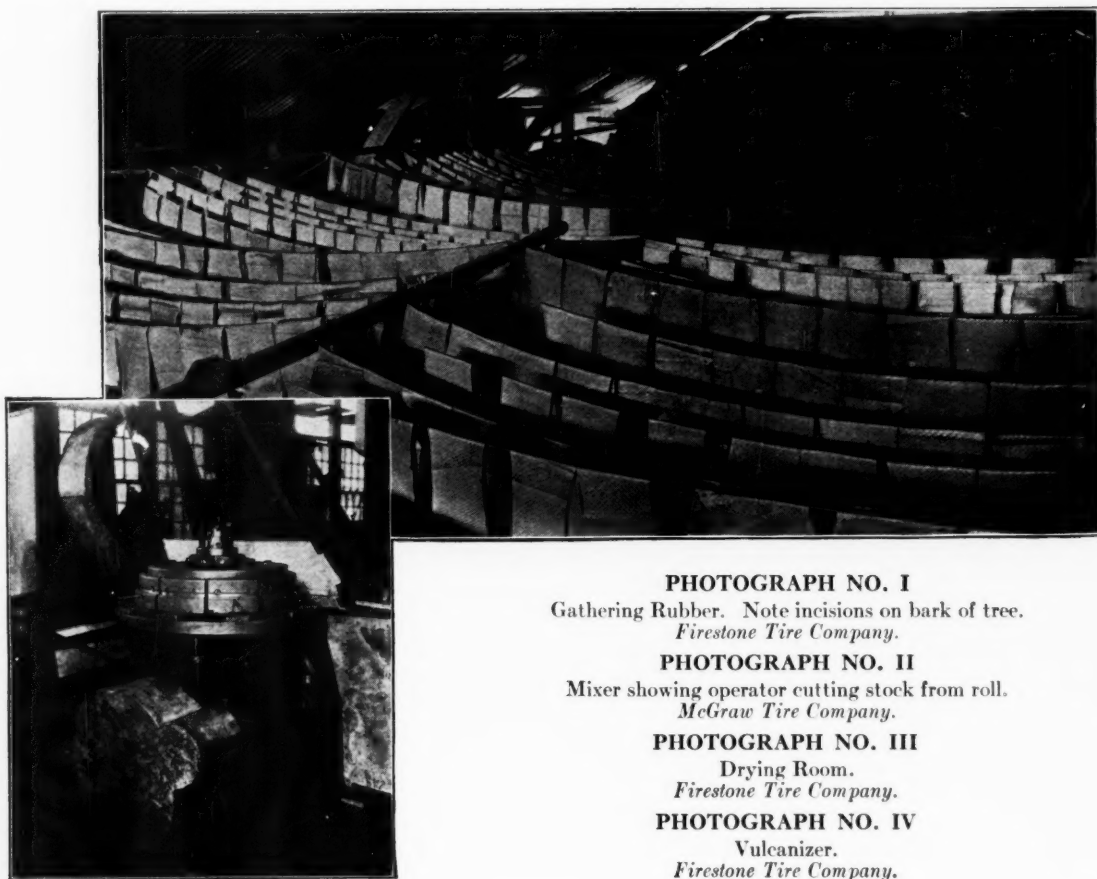 PHOTOGRAPH NO. I
Gathering Rubber. Note incisions on bark of tree.
Firestone Tire Company.
PHOTOGRAPH NO. II
Mixer showing operator cutting stock from roll.
McGraw Tire Company.
PHOTOGRAPH NO. III
Drying Room.
Firestone Tire Company.
PHOTOGRAPH NO. IV
Vulcanizer.
Firestone Tire Company.